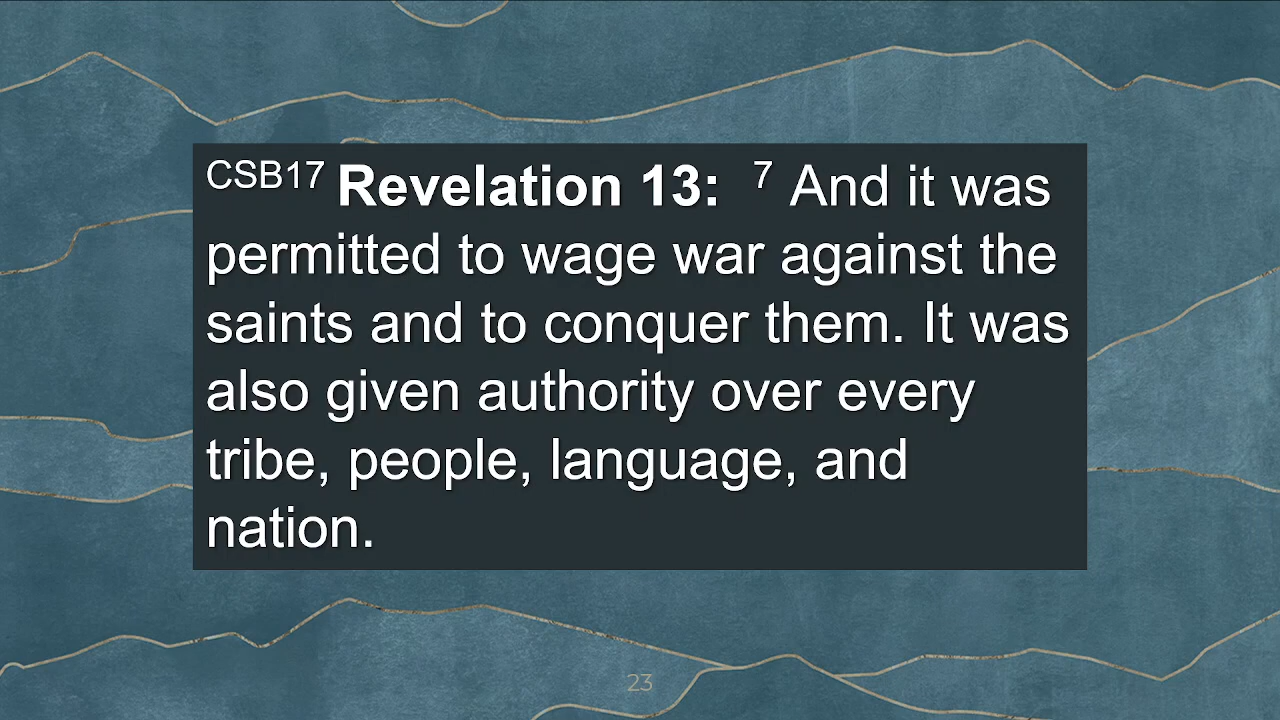 CSB17 Revelation 13: 7 And it was
permitted to wage war against the
saints and to conquer them. It was
also given authority over every
tribe, people, language, and
nation.
23